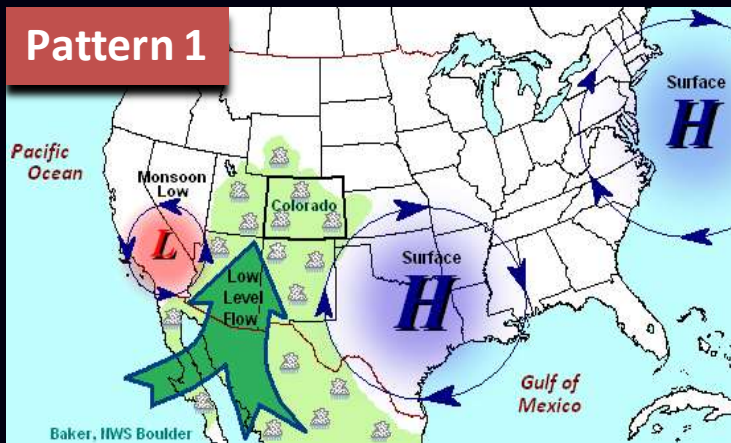 Pattern 1
Surface
H
Pacific
Ocean
Monsoon
Low
Colorado
L
Low
Level
Flow
Surface
H
Gulf of
Mexico
Baker, NWS Boulder